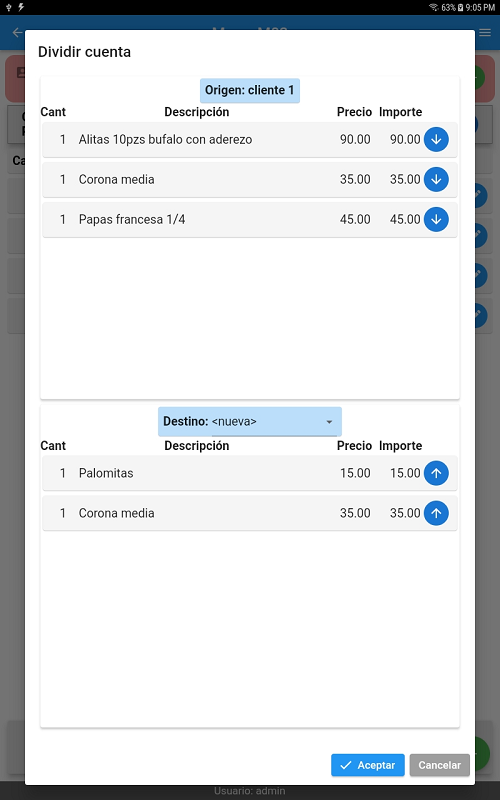 63% 9:05 PM
Dividir cuenta
Origen: cliente 1
Cant Descripción Precio Importe
1 Alitas 10pzs bufalo con aderezo 90.00 90.00
1 Corona media 35.00 35.00
1 Papas francesa 1/4 45.00 45.00
Destino: <nueva>
Cant Descripción Precio Importe
1 Palomitas 15.00 15.00
1 Corona media 35.00 35.00
Aceptar Cancelar
Usuario: admin